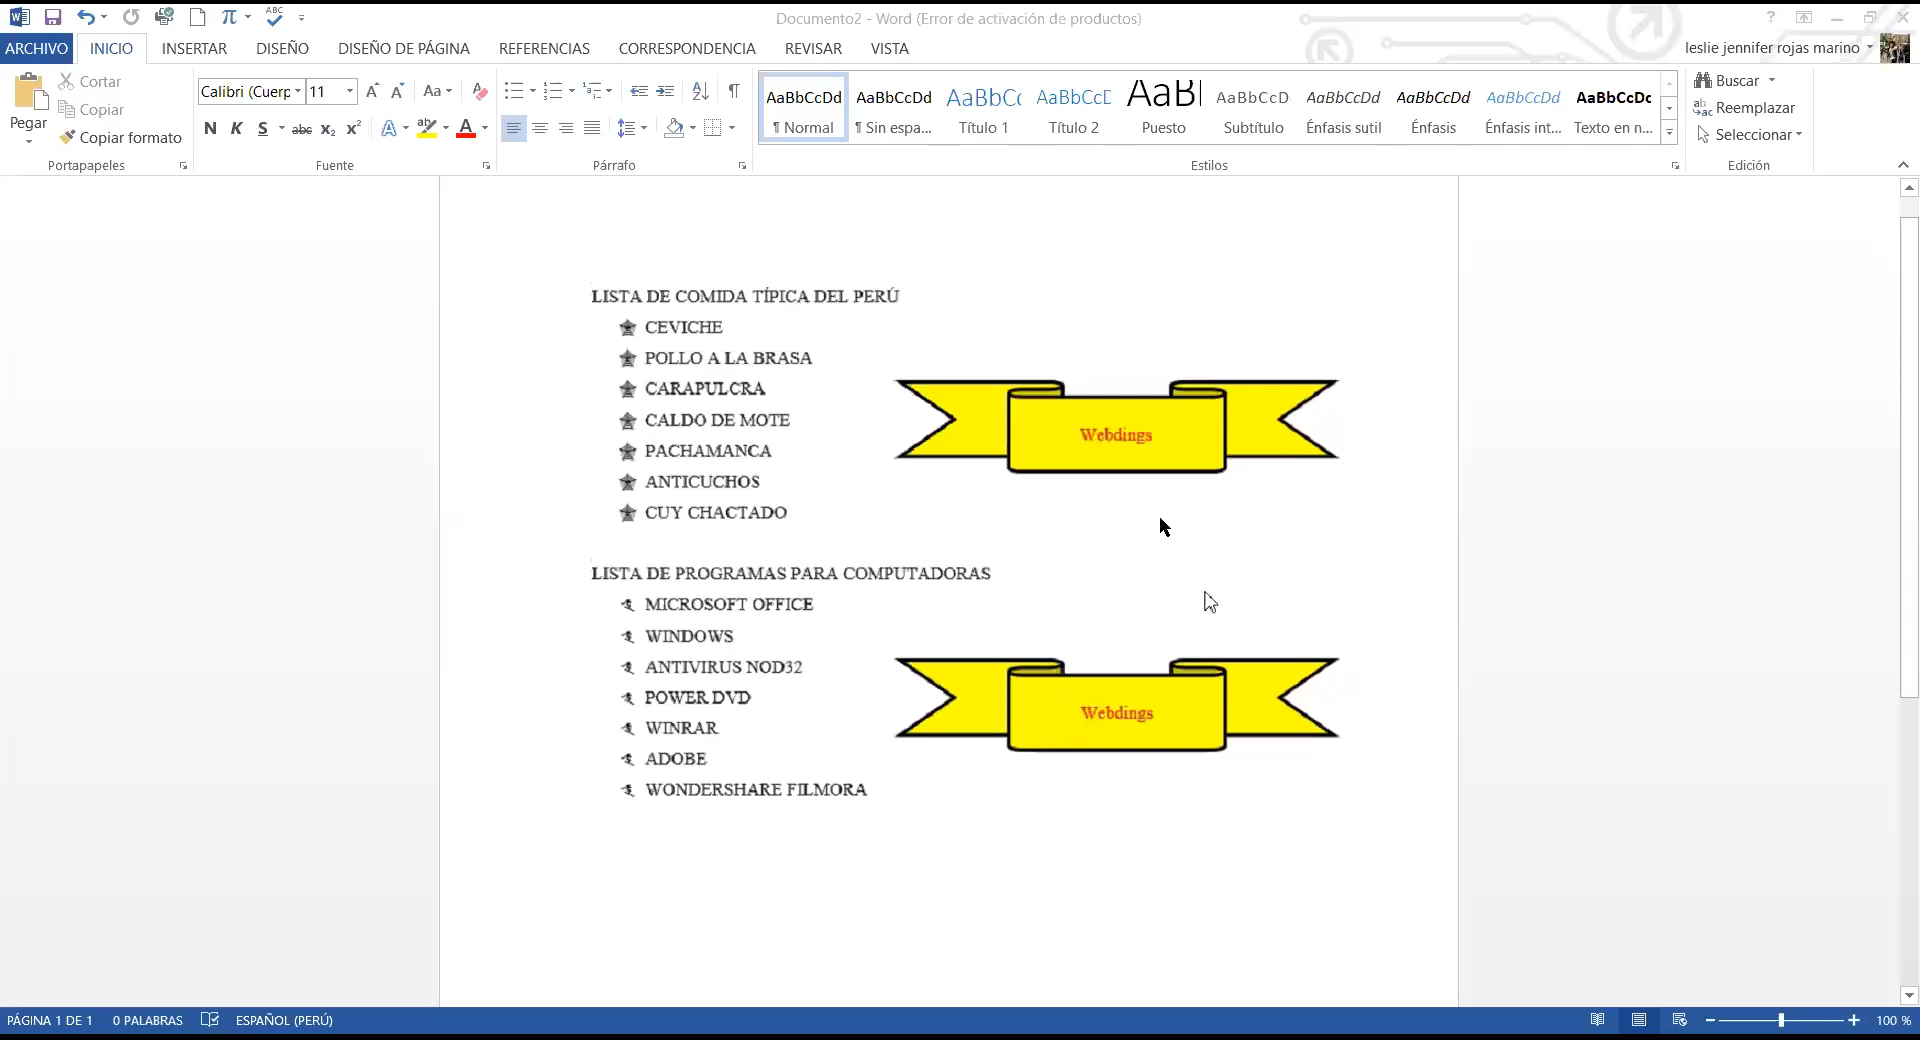 ABC
Documento2 - Word (Error de activación de productos)
ARCHIVO INICIO INSERTAR DISEÑO DISEÑO DE PÁGINA REFERENCIAS CORRESPONDENCIA REVISAR VISTA leslie jennifer rojas marino
Pegar
Cortar
Copiar
Copiar formato
Portapapeles
Calibri (Cuerp 11 Aa
N K S abc x₂ x² A ab A
Fuente
Párrafo
AaBbCcDd AaBbCcDd AaBbC AaBbCcD AaB AaBbCcD AaBbCcDd AaBbCcDd AaBbCcDd AaBbCcDc
¶ Normal ¶ Sin espa... Título 1 Título 2 Puesto Subtítulo Énfasis sutil Énfasis Énfasis int... Texto en n...
Estilos
Buscar
Reemplazar
Seleccionar
Edición
LISTA DE COMIDA TÍPICA DEL PERÚ
CEVICHE
POLLO A LA BRASA
CARAPULCRA
CALDO DE MOTE
PACHAMANCA
ANTICUCHOS
CUY CHACTADO
Webdings
LISTA DE PROGRAMAS PARA COMPUTADORAS
MICROSOFT OFFICE
WINDOWS
ANTIVIRUS NOD32
POWER DVD
WINRAR
ADOBE
WONDERSHARE FILMORA
Webdings
PÁGINA 1 DE 1 0 PALABRAS ESPAÑOL (PERÚ) 100 %